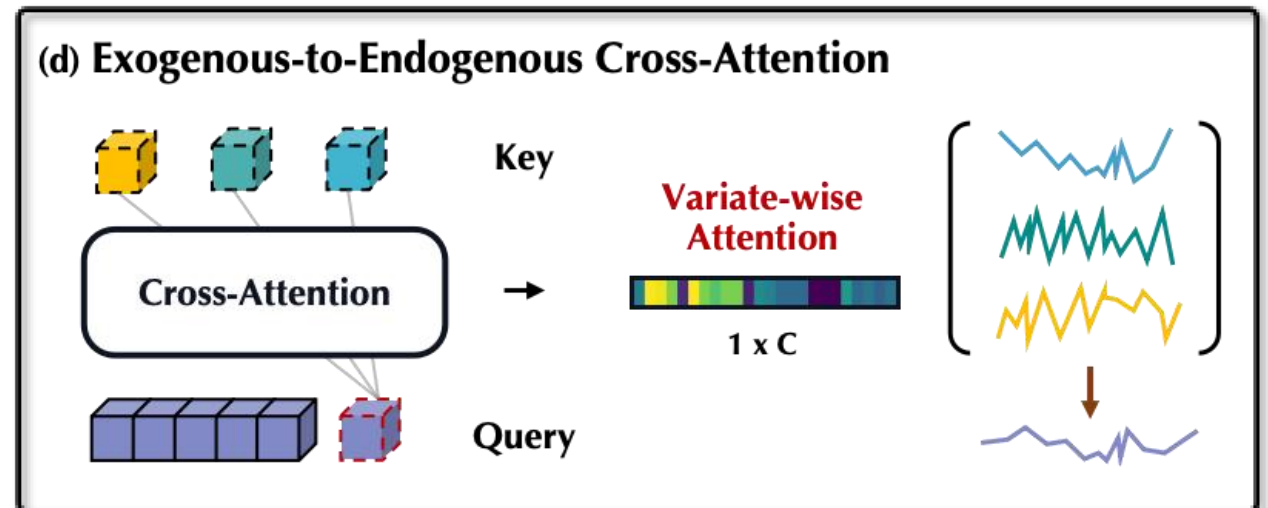 (d) Exogenous-to-Endogenous Cross-Attention
Key
Variate-wise
Attention
Cross-Attention
1 x C
Query